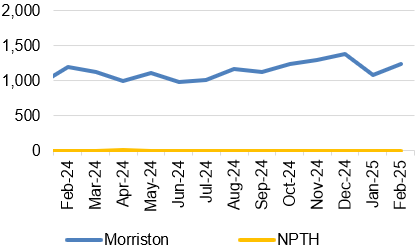 2,000
1,500
1,000
500
0
Feb-24
Mar-24
Apr-24
May-24
Jun-24
Jul-24
Aug-24
Sep-24
Oct-24
Nov-24
Dec-24
Jan-25
Feb-25
Morriston NPTH